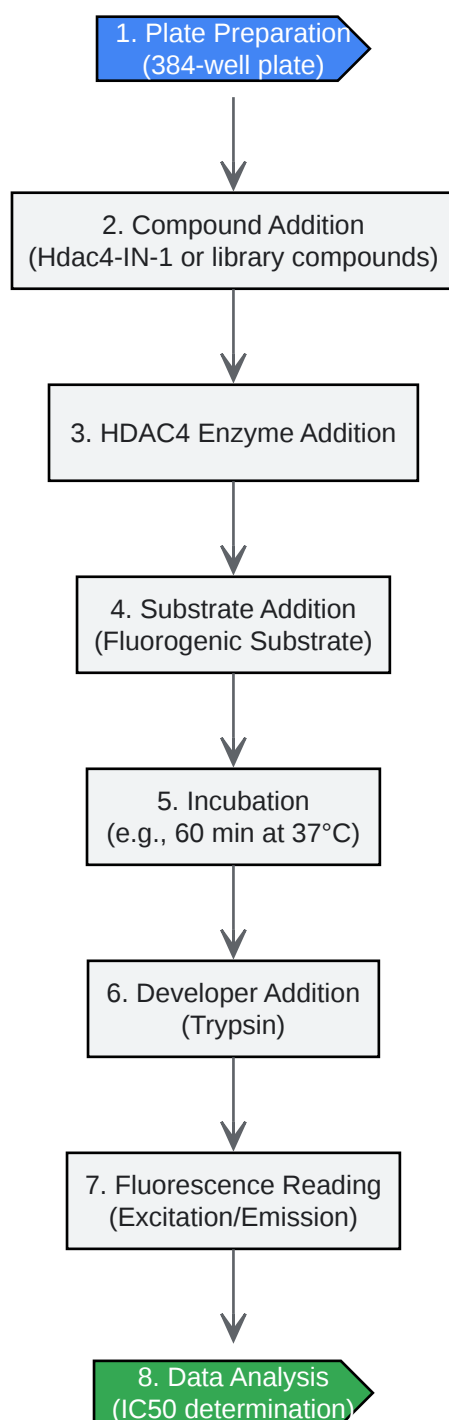 1. Plate Preparation
(384-well plate)
2. Compound Addition
(Hdac4-IN-1 or library compounds)
3. HDAC4 Enzyme Addition
4. Substrate Addition
(Fluorogenic Substrate)
5. Incubation
(e.g., 60 min at 37°C)
6. Developer Addition
(Trypsin)
7. Fluorescence Reading
(Excitation/Emission)
8. Data Analysis
(IC50 determination)